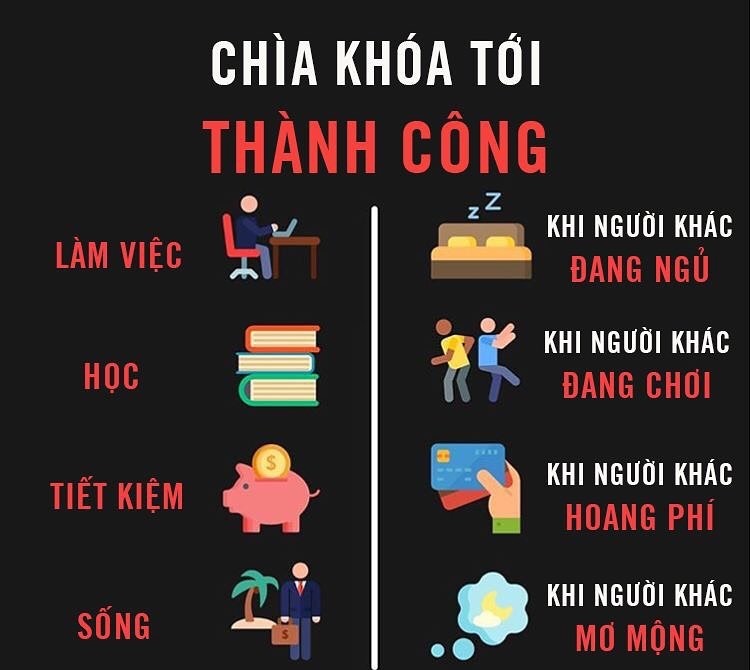 CHÌA KHÓA TỚI
THÀNH CÔNG
LÀM VIỆC
KHI NGƯỜI KHÁC
ĐANG NGỦ
HỌC
KHI NGƯỜI KHÁC
ĐANG CHƠI
TIẾT KIỆM
KHI NGƯỜI KHÁC
HOANG PHÍ
SỐNG
KHI NGƯỜI KHÁC
MƠ MỘNG
z Z
$
$